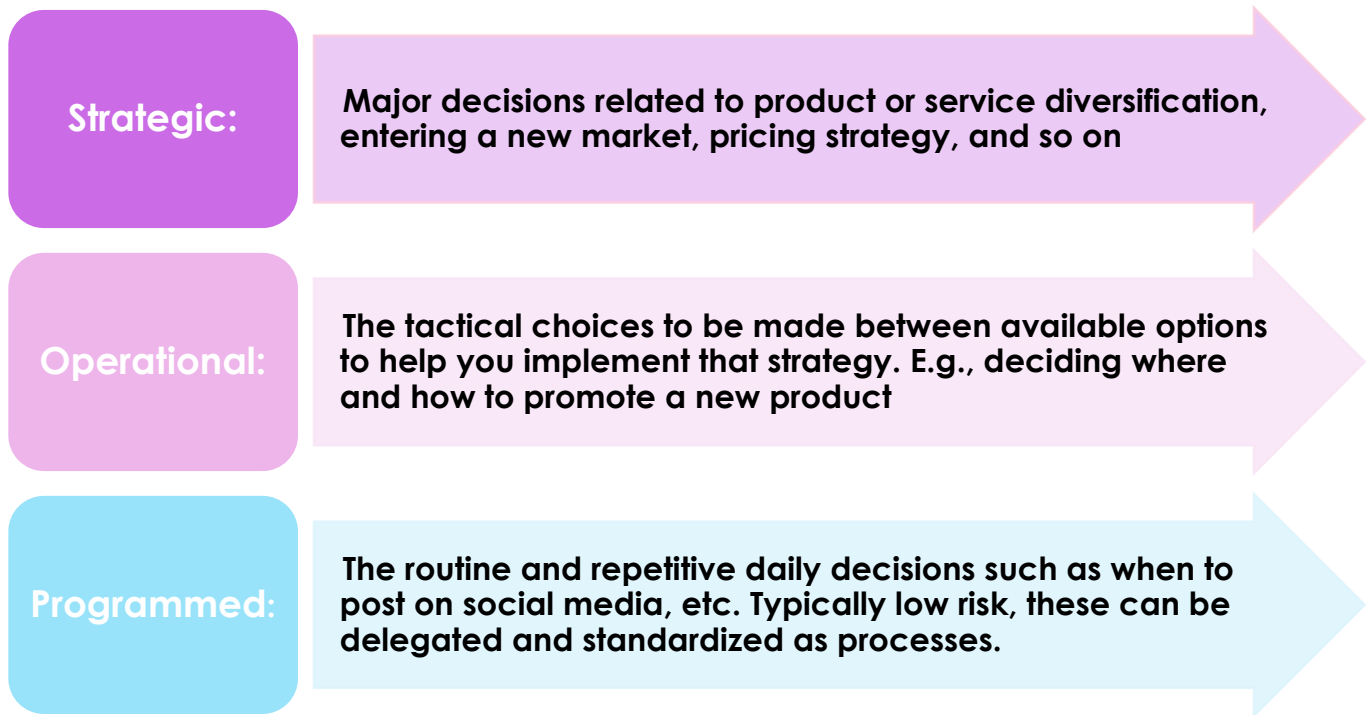 Strategic:
Major decisions related to product or service diversification,
entering a new market, pricing strategy, and so on
Operational:
The tactical choices to be made between available options
to help you implement that strategy. E.g., deciding where
and how to promote a new product
Programmed:
The routine and repetitive daily decisions such as when to
post on social media, etc. Typically low risk, these can be
delegated and standardized as processes.